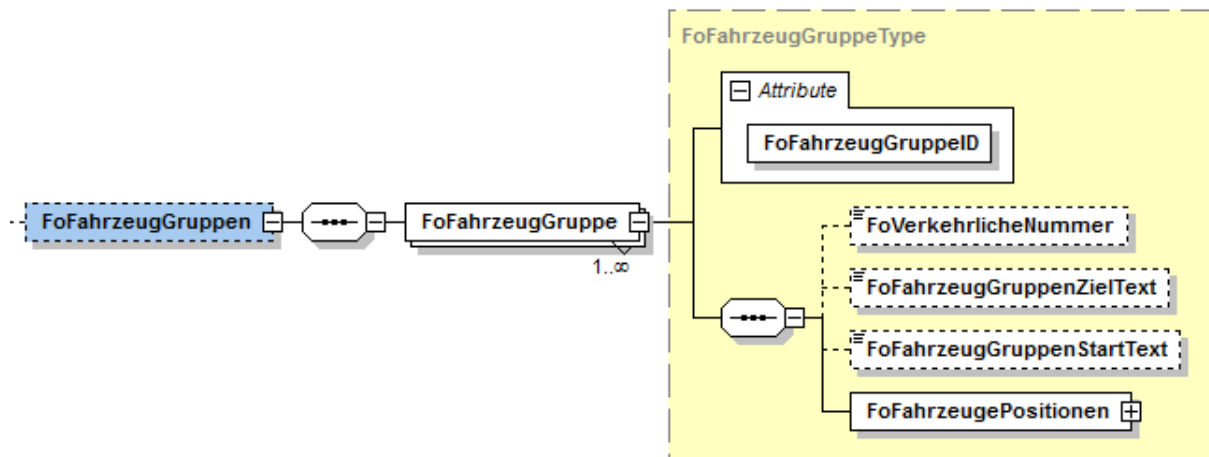 FoFahrzeugGruppeType
Attribute
FoFahrzeugGruppeID
FoFahrzeugGruppen
FoFahrzeugGruppe
1..∞
FoVerkehrlicheNummer
FoFahrzeugGruppenZielText
FoFahrzeugGruppenStartText
FoFahrzeugePositionen